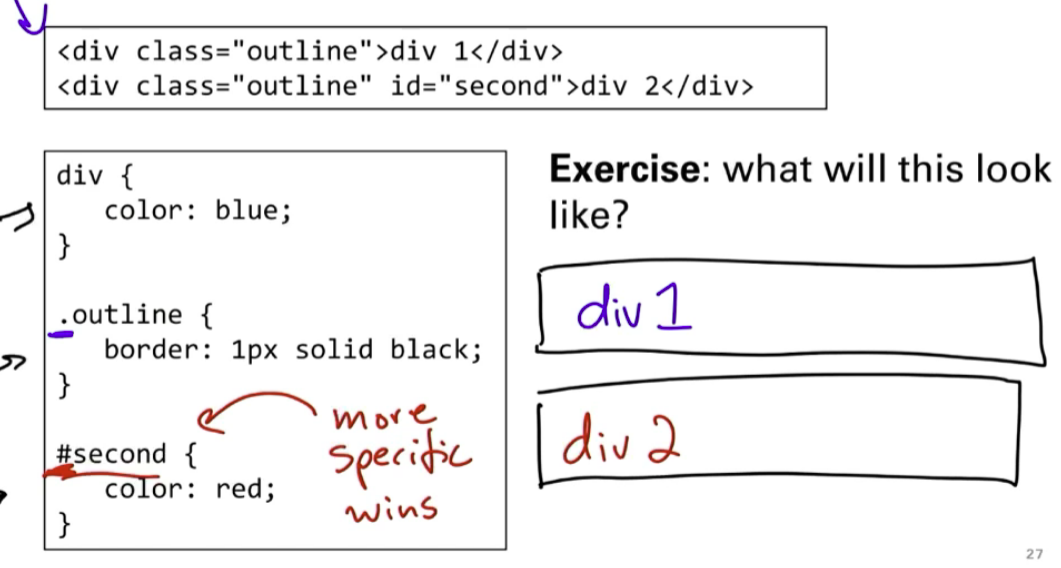 <div class="outline">div 1</div>
<div class="outline" id="second">div 2</div>
div {
color: blue;
}
.outline {
border: 1px solid black;
}
#second {
color: red;
}
more
specific
wins
Exercise: what will this look
like?
div 1
div 2
27